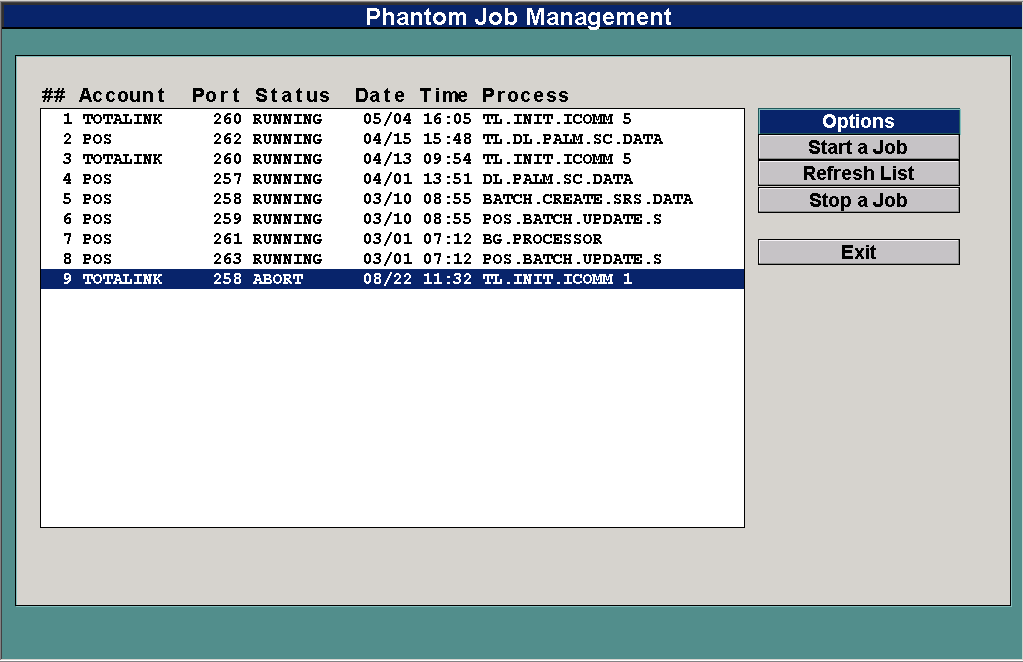 Phantom Job Management
## Account Port Status Date Time Process
1 TOTALINK 260 RUNNING 05/04 16:05 TL.INIT.ICOMM 5
2 POS 262 RUNNING 04/15 15:48 TL.DL.PALM.SC.DATA
3 TOTALINK 260 RUNNING 04/13 09:54 TL.INIT.ICOMM 5
4 POS 257 RUNNING 04/01 13:51 DL.PALM.SC.DATA
5 POS 258 RUNNING 03/10 08:55 BATCH.CREATE.SRS.DATA
6 POS 259 RUNNING 03/10 08:55 POS.BATCH.UPDATE.S
7 POS 261 RUNNING 03/01 07:12 BG.PROCESSOR
8 POS 263 RUNNING 03/01 07:12 POS.BATCH.UPDATE.S
9 TOTALINK 258 ABORT 08/22 11:32 TL.INIT.ICOMM 1
Options
Start a Job
Refresh List
Stop a Job
Exit